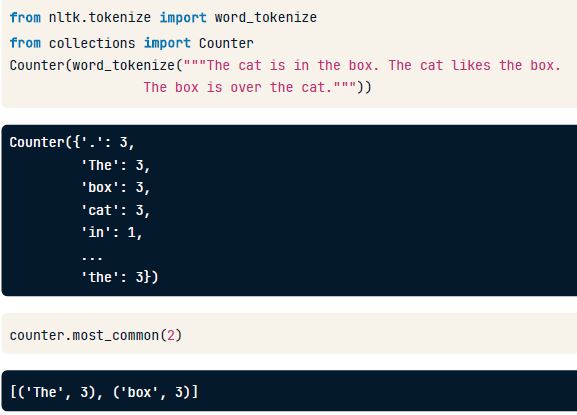 from nltk.tokenize import word_tokenize
from collections import Counter
Counter(word_tokenize("""The cat is in the box. The cat likes the box.
                The box is over the cat."""))
Counter({'.': 3,
         'The': 3,
         'box': 3,
         'cat': 3,
         'in': 1,
         ...
         'the': 3})
counter.most_common(2)
[('The', 3), ('box', 3)]